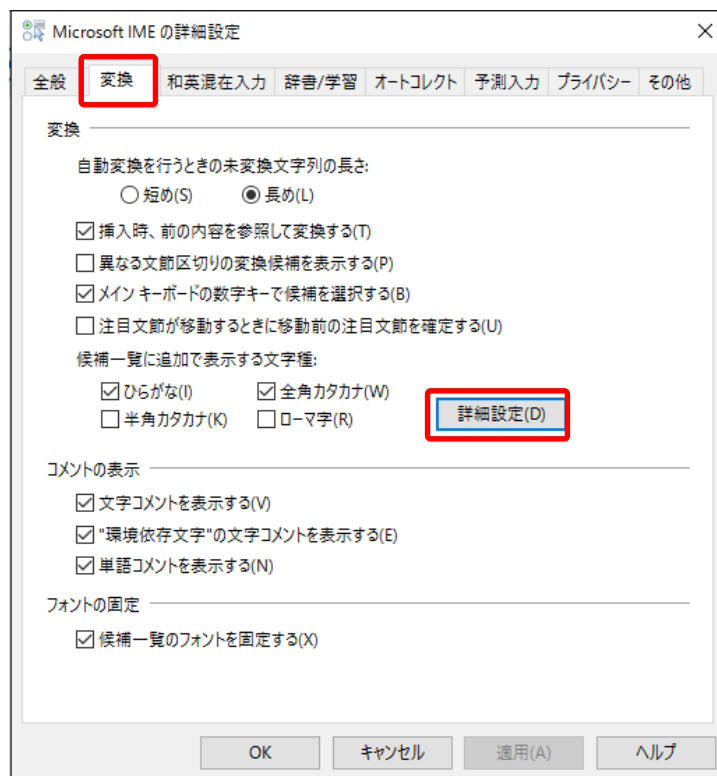 Microsoft IME の詳細設定
全般 変換 和英混在入力 辞書/学習 オートコレクト 予測入力 プライバシー その他
変換
自動変換を行うときの未変換文字列の長さ:
短め(S) 長め(L)
挿入時、前の内容を参照して変換する(T)
異なる文節区切りの変換候補を表示する(P)
メイン キーボードの数字キーで候補を選択する(B)
注目文節が移動するときに移動前の注目文節を確定する(U)
候補一覧に追加で表示する文字種:
ひらがな(I) 全角カタカナ(W)
半角カタカナ(K) ローマ字(R) 詳細設定(D)
コメントの表示
文字コメントを表示する(V)
"環境依存文字"の文字コメントを表示する(E)
単語コメントを表示する(N)
フォントの固定
候補一覧のフォントを固定する(X)
OK キャンセル 適用(A) ヘルプ